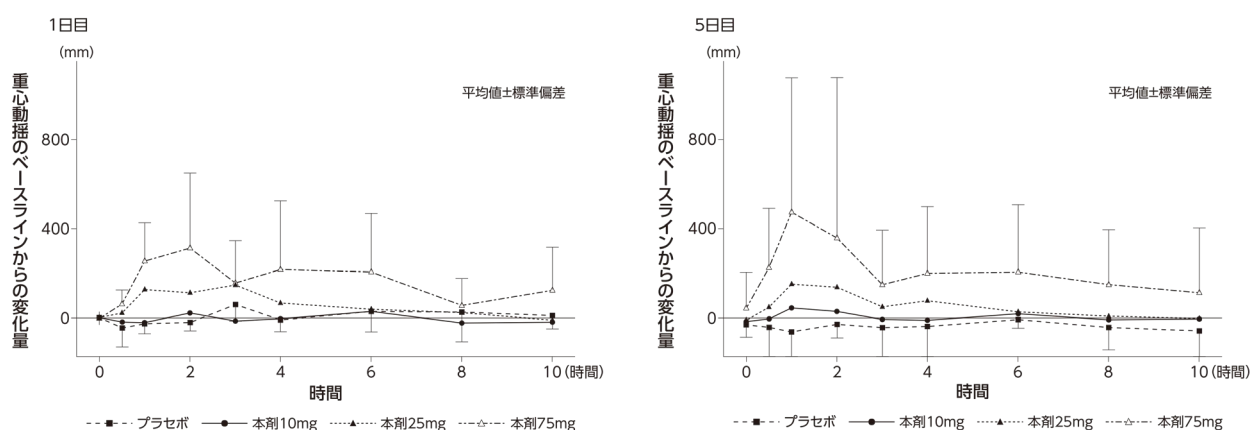 1日目
(mm)
重心動揺のベースラインからの変化量
平均値±標準偏差
800
400
0
0 2 4 6 8 10(時間)
時間
プラセボ 本剤10mg 本剤25mg 本剤75mg
5日目
(mm)
重心動揺のベースラインからの変化量
平均値±標準偏差
800
400
0
0 2 4 6 8 10(時間)
時間
プラセボ 本剤10mg 本剤25mg 本剤75mg